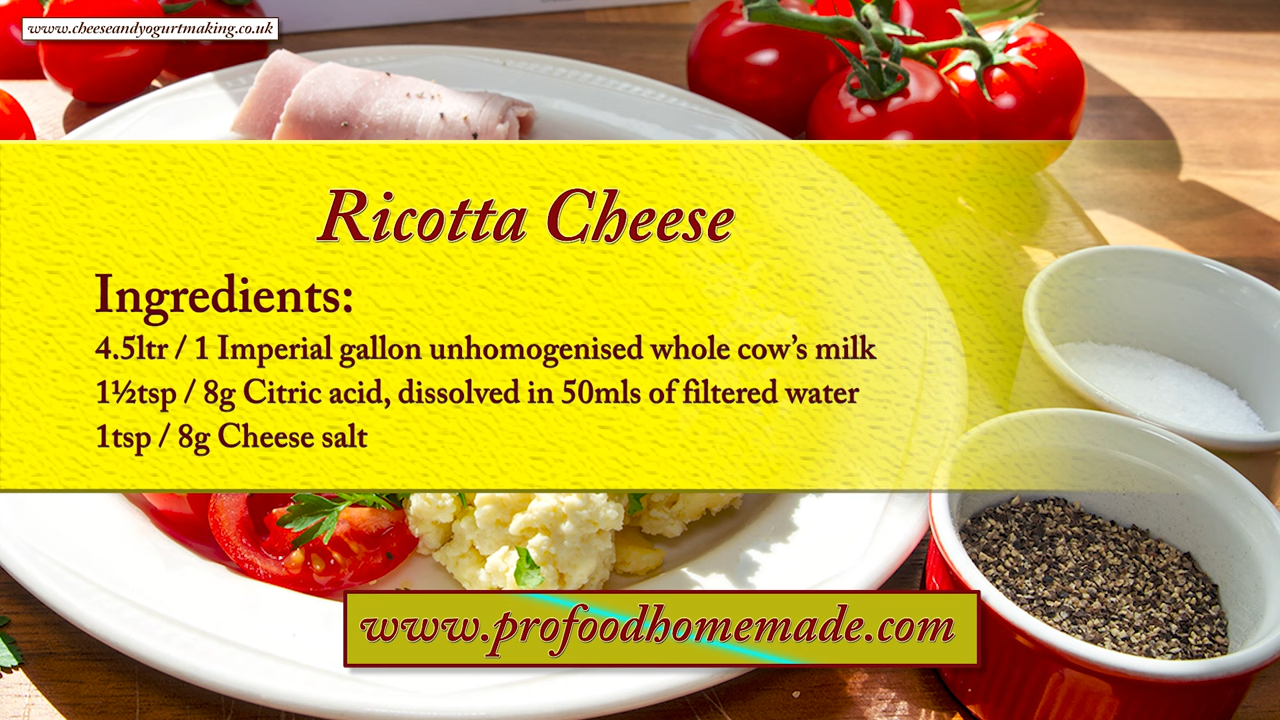 www.cheeseandyogurtmaking.co.uk
Ricotta Cheese
Ingredients:
4.5ltr / 1 Imperial gallon unhomogenised whole cow’s milk
1½tsp / 8g Citric acid, dissolved in 50mls of filtered water
1tsp / 8g Cheese salt
www.profoodhomemade.com